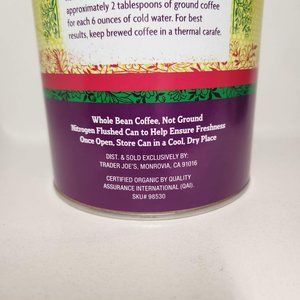 approximately 2 tablespoons of ground coffee
for each 6 ounces of cold water. For best
results, keep brewed coffee in a thermal carafe.
Whole Bean Coffee, Not Ground
Nitrogen Flushed Can to Help Ensure Freshness
Once Open, Store Can in a Cool, Dry Place
DIST. & SOLD EXCLUSIVELY BY:
TRADER JOE'S, MONROVIA, CA 91016
CERTIFIED ORGANIC BY QUALITY
ASSURANCE INTERNATIONAL (QAI).
SKU# 98530